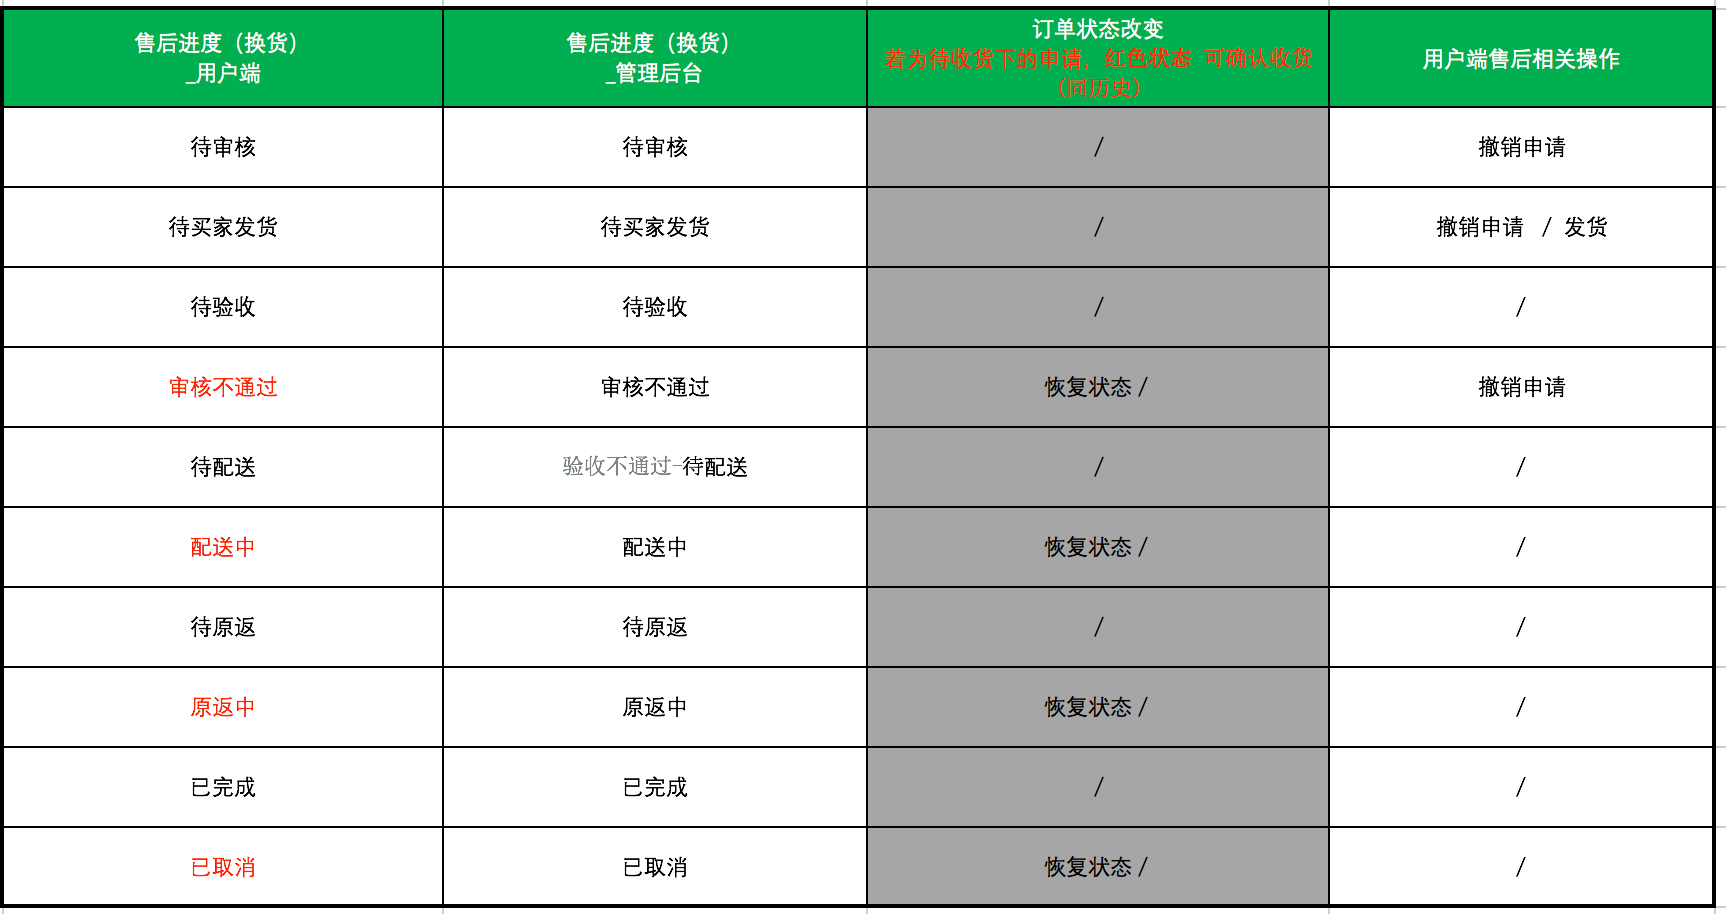 售后进度（换货）
_用户端
售后进度（换货）
_管理后台
订单状态改变
若为待收货下的申请，红色状态 可确认收货
（同历史）
用户端售后相关操作
待审核
待审核
/
撤销申请
待买家发货
待买家发货
/
撤销申请 / 发货
待验收
待验收
/
/
审核不通过
审核不通过
恢复状态 /
撤销申请
待配送
验收不通过-待配送
/
/
配送中
配送中
恢复状态 /
/
待原返
待原返
/
/
原返中
原返中
恢复状态 /
/
已完成
已完成
/
/
已取消
已取消
恢复状态 /
/